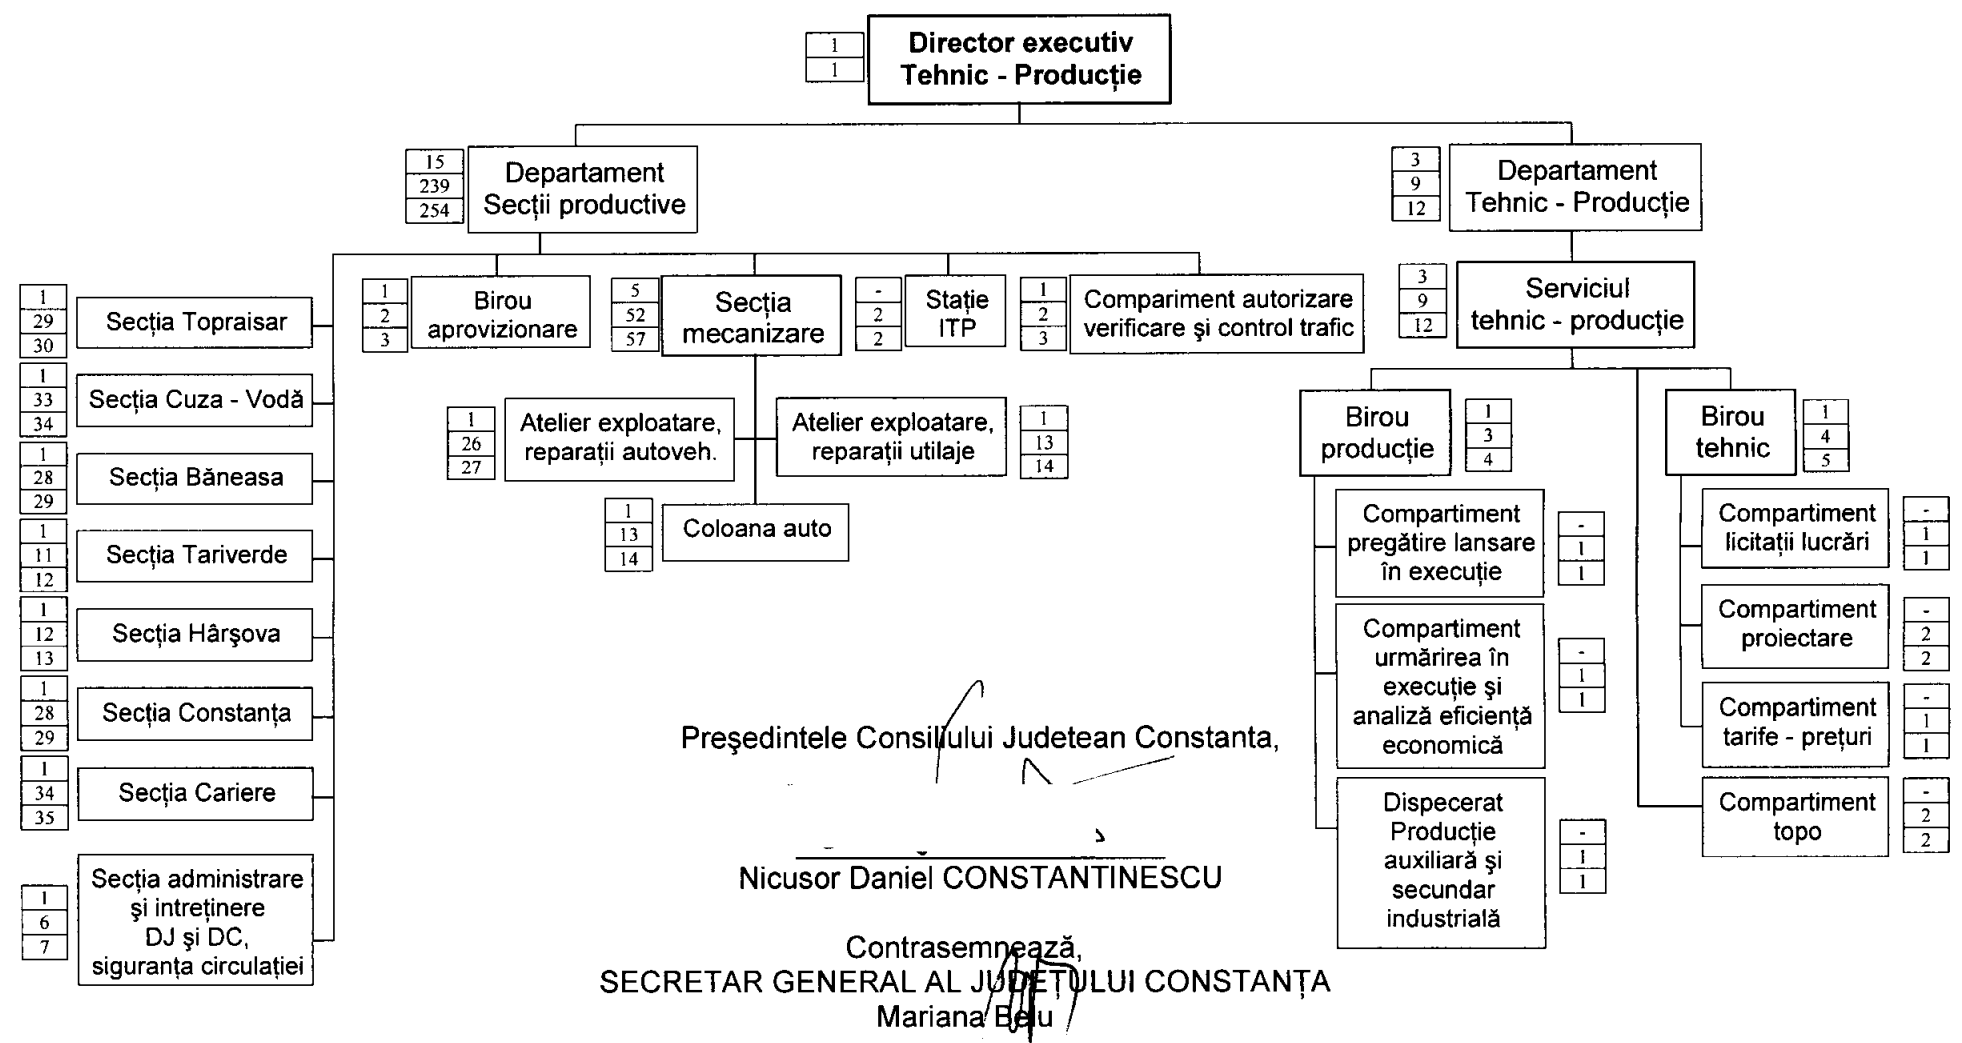 1
1
Director executiv
Tehnic - Producție
15
239
254
Departament
Secții productive
3
9
12
Departament
Tehnic - Producție
1
29
30
Secția Topraisar
1
2
3
Birou
aprovizionare
5
52
57
Secția
mecanizare
-
2
2
Stație
ITP
1
2
3
Compariment autorizare
verificare şi control trafic
3
9
12
Serviciul
tehnic - producție
1
33
34
Secția Cuza - Vodă
1
26
27
Atelier exploatare,
reparații autoveh.
Atelier exploatare,
reparații utilaje
1
13
14
Birou
producție
1
3
4
Birou
tehnic
1
4
5
1
28
29
Secția Băneasa
1
13
14
Coloana auto
Compartiment
pregătire lansare
în execuție
-
1
1
Compartiment
licitații lucrări
-
1
1
1
11
12
Secția Tariverde
1
12
13
Secția Hârşova
Compartiment
urmărirea în
execuție şi
analiză eficiență
economică
-
1
1
Compartiment
proiectare
-
2
2
1
28
29
Secția Constanța
Compartiment
tarife - prețuri
-
1
1
1
34
35
Secția Cariere
Dispecerat
Producție
auxiliară şi
secundar
industrială
-
1
1
Compartiment
topo
-
2
2
1
6
7
Secția administrare
şi intreținere
DJ şi DC,
siguranța circulației
Preşedintele Consiliului Judetean Constanta,
Nicusor Daniel CONSTANTINESCU
Contrasemnează,
SECRETAR GENERAL AL JUDEȚULUI CONSTANȚA
Mariana Belu